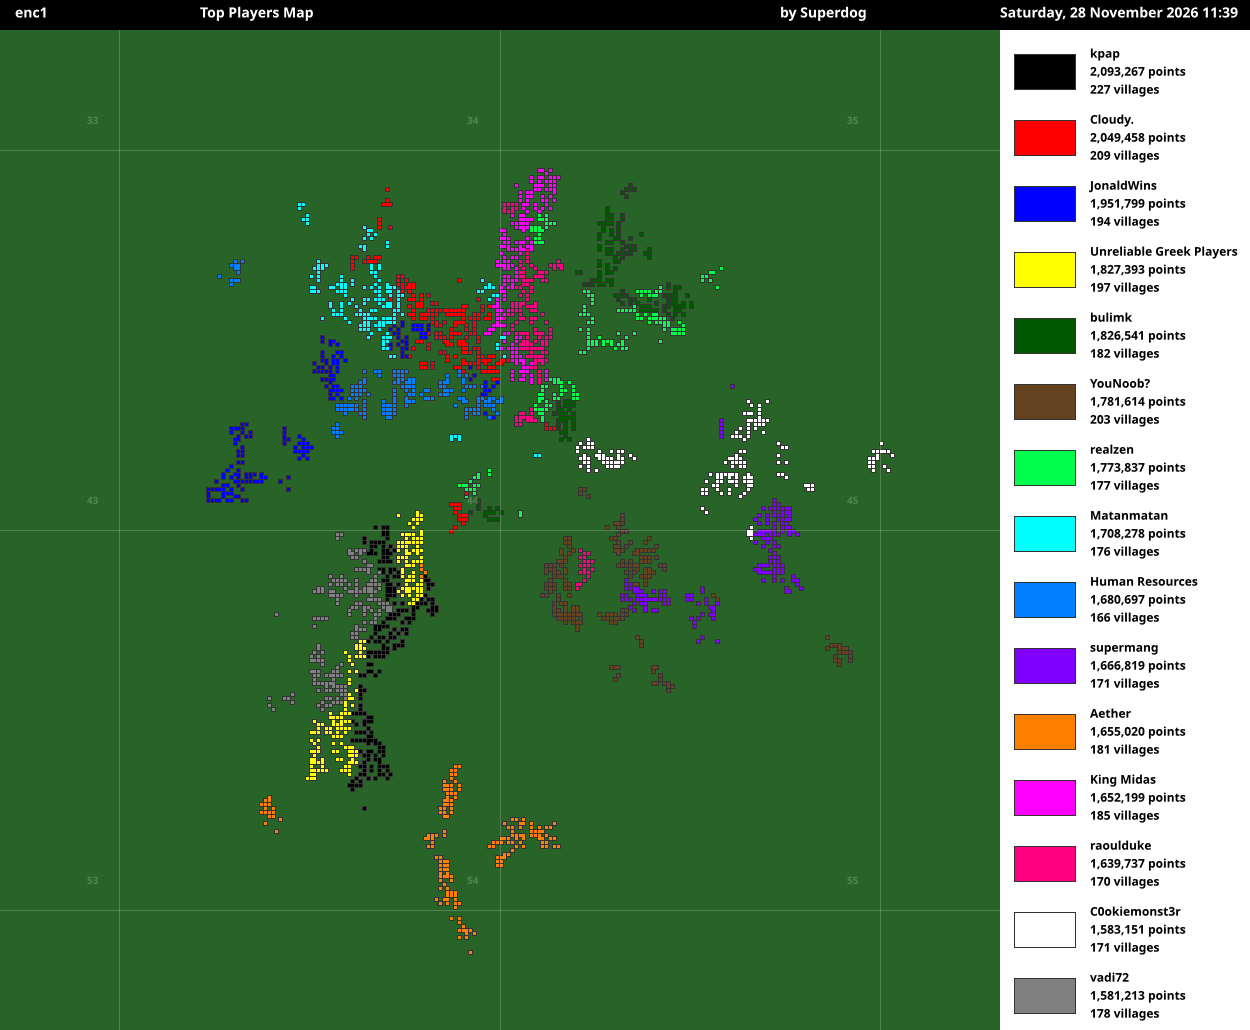 enc1 Top Players Map by Superdog Saturday, 28 November 2026 11:39
33 34 35
43 44 45
53 54 55
kpap
2,093,267 points
227 villages
Cloudy.
2,049,458 points
209 villages
JonaldWins
1,951,799 points
194 villages
Unreliable Greek Players
1,827,393 points
197 villages
bulimk
1,826,541 points
182 villages
YouNoob?
1,781,614 points
203 villages
realzen
1,773,837 points
177 villages
Matanmatan
1,708,278 points
176 villages
Human Resources
1,680,697 points
166 villages
supermang
1,666,819 points
171 villages
Aether
1,655,020 points
181 villages
King Midas
1,652,199 points
185 villages
raoulduke
1,639,737 points
170 villages
C0okiemonst3r
1,583,151 points
171 villages
vadi72
1,581,213 points
178 villages